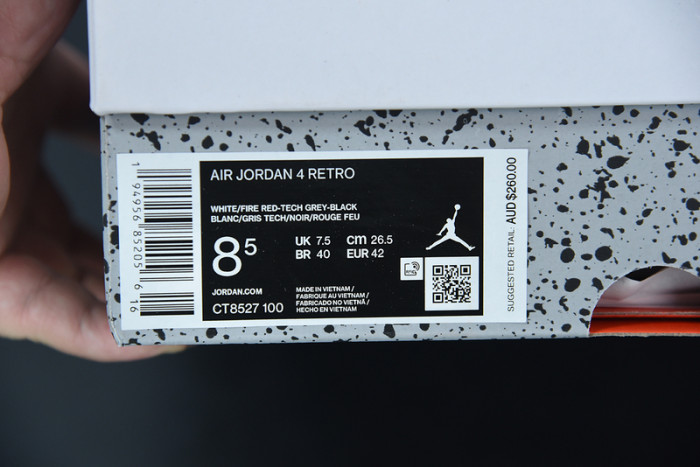 AIR JORDAN 4 RETRO
WHITE/FIRE RED-TECH GREY-BLACK
BLANC/GRIS TECH/NOIR/ROUGE FEU
8 5
UK 7.5 cm 26.5
BR 40 EUR 42
JORDAN.COM
CT8527 100
MADE IN VIETNAM /
FABRIQUE AU VIETNAM /
FABRICADO NO VIETNÃ /
HECHO EN VIETNAM
1 94956 85205 6 16
SUGGESTED RETAIL: AUD $260.00